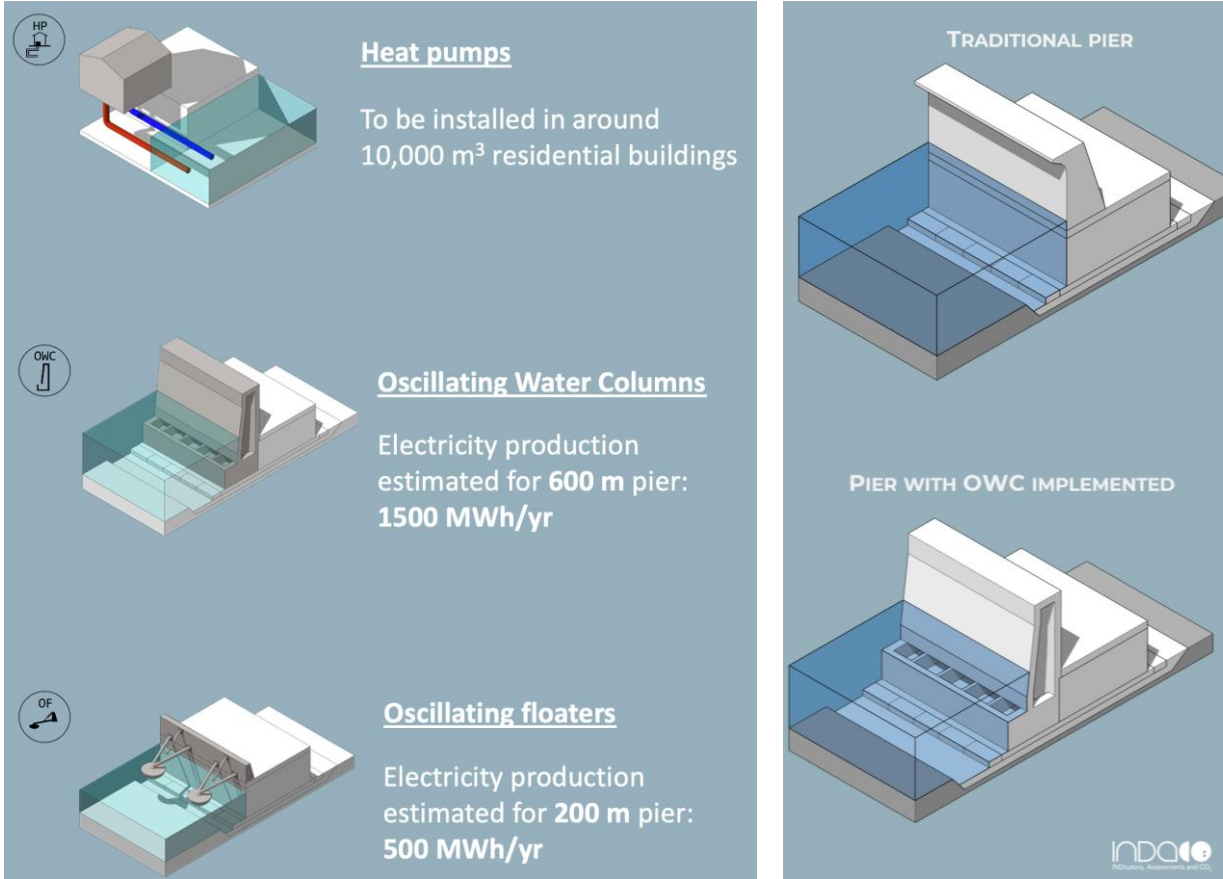 HP
Heat pumps
To be installed in around
10,000 m³ residential buildings
OWC
Oscillating Water Columns
Electricity production
estimated for 600 m pier:
1500 MWh/yr
OF
Oscillating floaters
Electricity production
estimated for 200 m pier:
500 MWh/yr
TRADITIONAL PIER
PIER WITH OWC IMPLEMENTED
INDACO2
INDicators, Assessments and CO₂